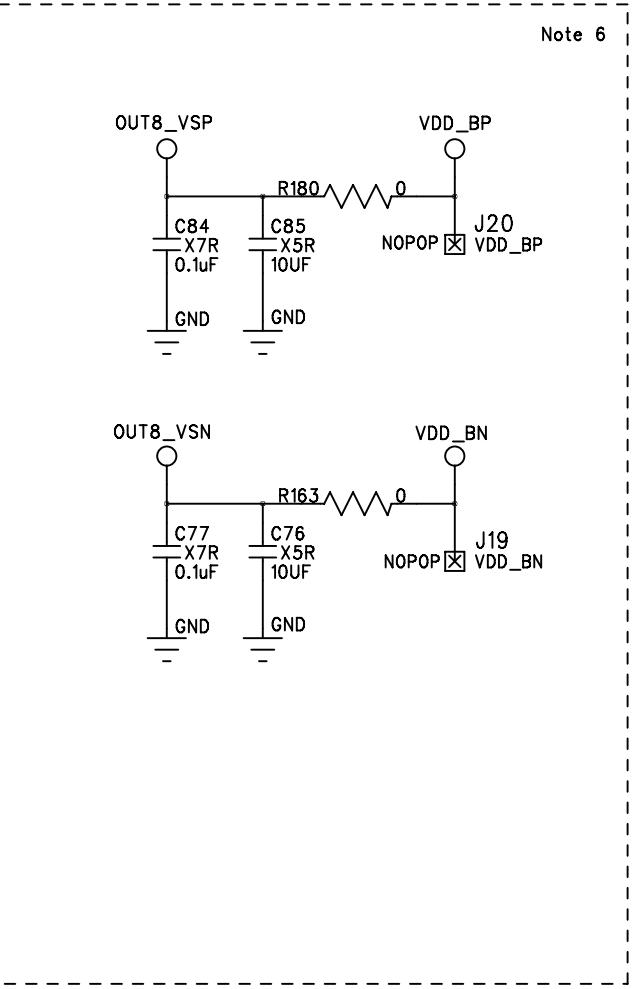 Note 6
OUT8_VSP
VDD_BP
R180
0
C84
X7R
0.1uF
C85
X5R
10UF
J20
NOPOP
VDD_BP
GND
GND
OUT8_VSN
VDD_BN
R163
0
C77
X7R
0.1uF
C76
X5R
10UF
J19
NOPOP
VDD_BN
GND
GND